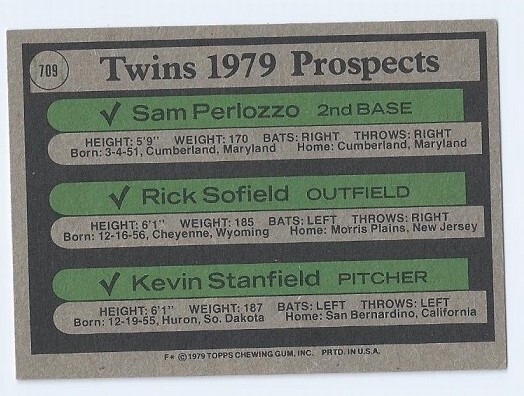 709
Twins 1979 Prospects
✓ Sam Perlozzo 2nd BASE
HEIGHT: 5'9" WEIGHT: 170 BATS: RIGHT THROWS: RIGHT
Born: 3-4-51, Cumberland, Maryland Home: Cumberland, Maryland
✓ Rick Sofield OUTFIELD
HEIGHT: 6'1" WEIGHT: 185 BATS: LEFT THROWS: RIGHT
Born: 12-16-56, Cheyenne, Wyoming Home: Morris Plains, New Jersey
✓ Kevin Stanfield PITCHER
HEIGHT: 6'1" WEIGHT: 187 BATS: LEFT THROWS: LEFT
Born: 12-19-55, Huron, So. Dakota Home: San Bernardino, California
F* © 1979 TOPPS CHEWING GUM, INC. PRTD. IN U.S.A.